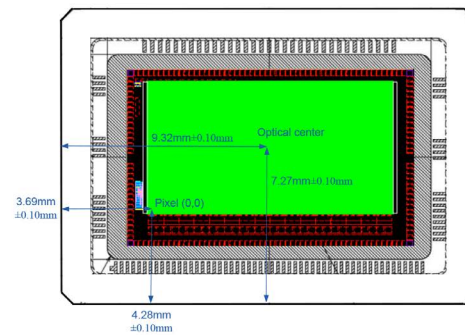 Optical center
9.32mm±0.10mm
7.27mm±0.10mm
3.69mm
±0.10mm
Pixel (0,0)
4.28mm
±0.10mm